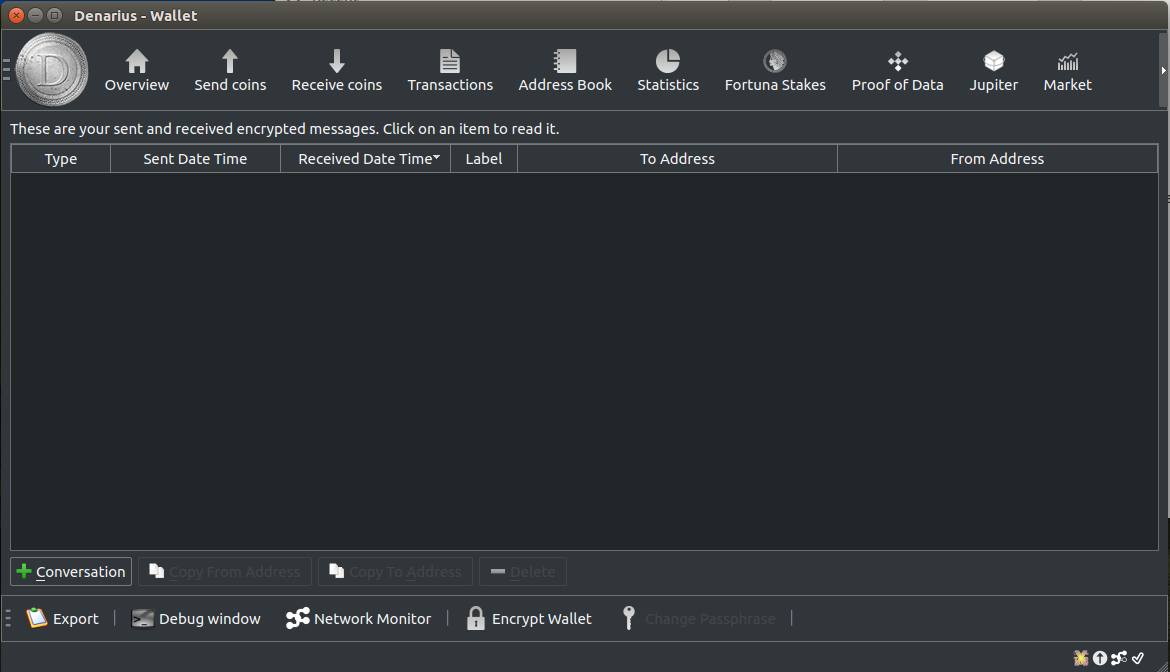 Denarius - Wallet
D
Overview Send coins Receive coins Transactions Address Book Statistics Fortuna Stakes Proof of Data Jupiter Market
These are your sent and received encrypted messages. Click on an item to read it.
Type Sent Date Time Received Date Time Label To Address From Address
Conversation Copy From Address Copy To Address Delete
Export Debug window Network Monitor Encrypt Wallet Change Passphrase